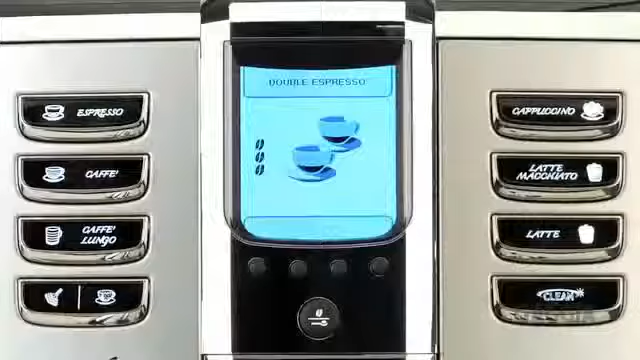 DOUBLE ESPRESSO
ESPRESSO
CAFFE'
CAFFE'
LUNGO
CAPPUCCINO
LATTE
MACCHIATO
LATTE
CLEAN